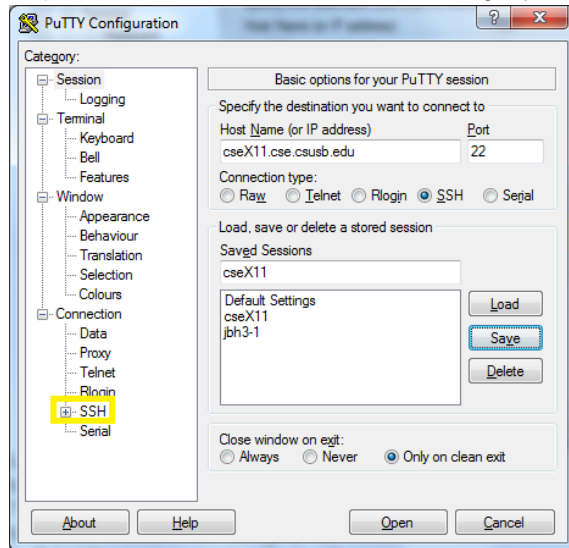 PuTTY Configuration
Category:
Session
Logging
Terminal
Keyboard
Bell
Features
Window
Appearance
Behaviour
Translation
Selection
Colours
Connection
Data
Proxy
Telnet
Rlogin
SSH
Serial
Basic options for your PuTTY session
Specify the destination you want to connect to
Host Name (or IP address) Port
cseX11.cse.csusb.edu 22
Connection type:
Raw Telnet Rlogin SSH Serial
Load, save or delete a stored session
Saved Sessions
cseX11
Default Settings
cseX11
jbh3-1
Load
Save
Delete
Close window on exit:
Always Never Only on clean exit
About Help Open Cancel